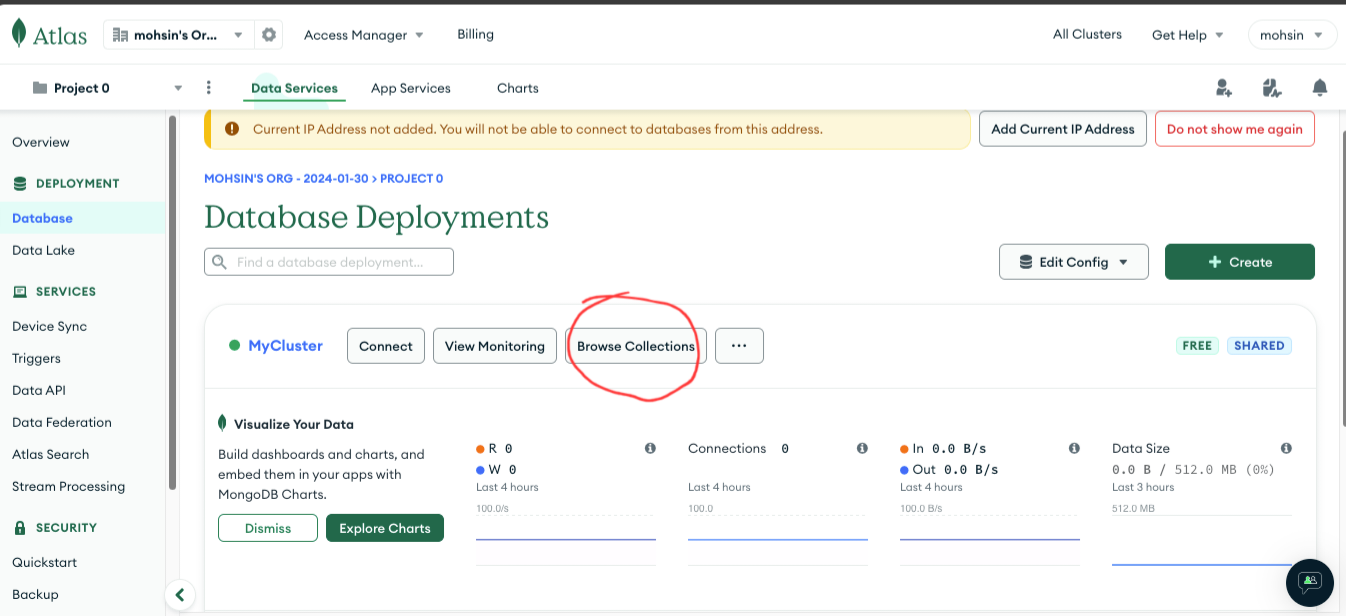 Atlas
mohsin's Or...
Access Manager
Billing
All Clusters
Get Help
mohsin
Project 0
Data Services
App Services
Charts
Overview
DEPLOYMENT
Database
Data Lake
SERVICES
Device Sync
Triggers
Data API
Data Federation
Atlas Search
Stream Processing
SECURITY
Quickstart
Backup
Current IP Address not added. You will not be able to connect to databases from this address.
Add Current IP Address
Do not show me again
MOHSIN'S ORG - 2024-01-30 > PROJECT 0
Database Deployments
Find a database deployment...
Edit Config
+ Create
MyCluster
Connect
View Monitoring
Browse Collections
...
FREE
SHARED
Visualize Your Data
Build dashboards and charts, and
embed them in your apps with
MongoDB Charts.
Dismiss
Explore Charts
R 0
W 0
Last 4 hours
100.0/s
Connections 0
Last 4 hours
100.0
In 0.0 B/s
Out 0.0 B/s
Last 4 hours
100.0 B/s
Data Size
0.0 B / 512.0 MB (0%)
Last 3 hours
512.0 MB